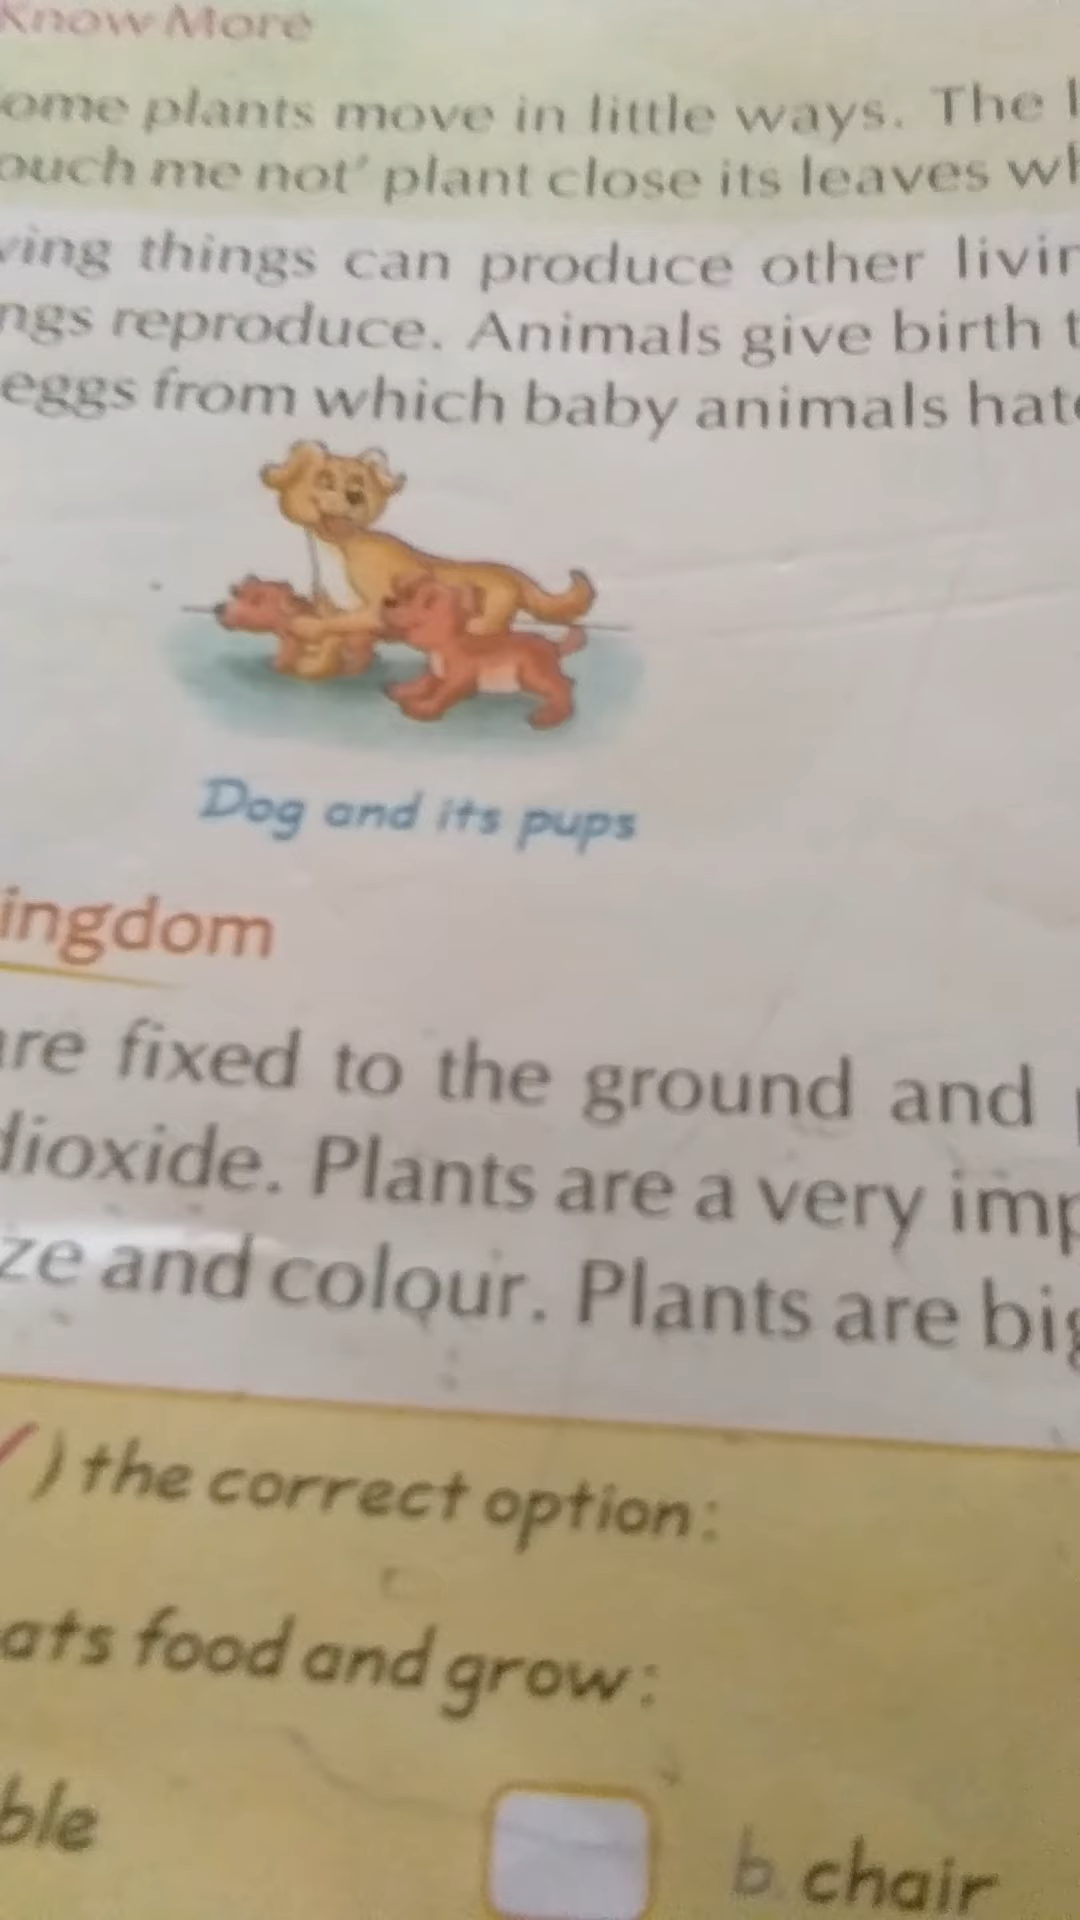 Know More
ome plants move in little ways. The l
ouch me not' plant close its leaves wh
ving things can produce other livin
ngs reproduce. Animals give birth t
eggs from which baby animals hatc
Dog and its pups
ingdom
are fixed to the ground and p
dioxide. Plants are a very imp
ze and colour. Plants are big
) the correct option:
ats food and grow:
ble
b. chair